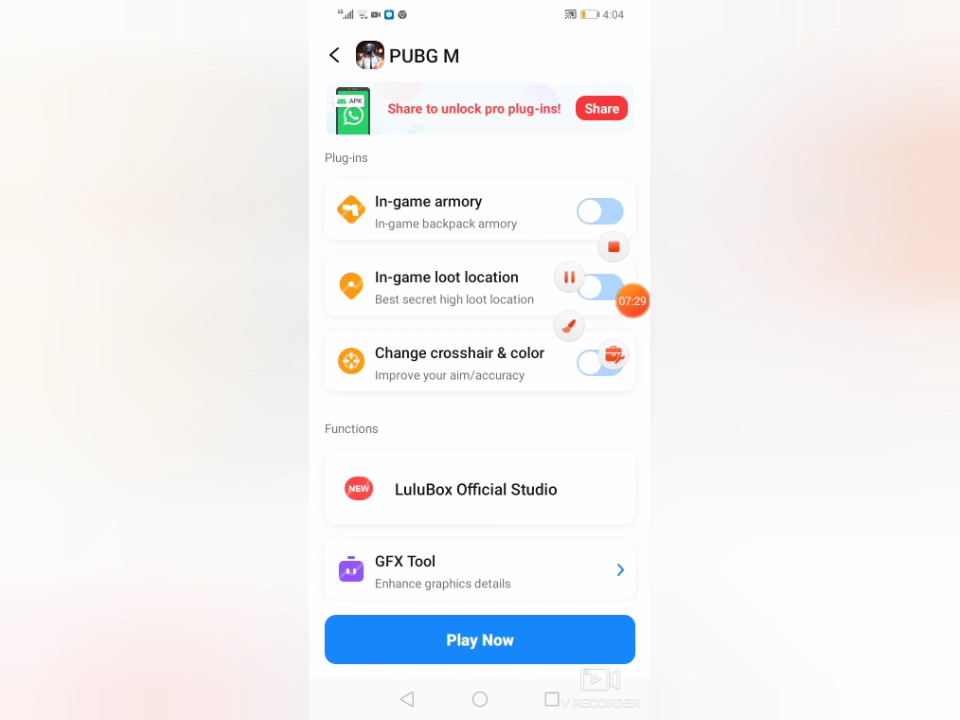 4G 4:04
PUBG M
APK
Share to unlock pro plug-ins! Share
Plug-ins
In-game armory
In-game backpack armory
In-game loot location
Best secret high loot location
07:29
Change crosshair & color
Improve your aim/accuracy
Functions
NEW LuluBox Official Studio
GFX Tool
Enhance graphics details
Play Now
V RECORDER